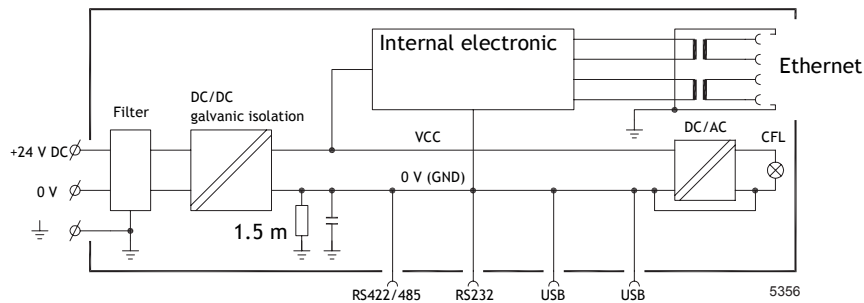 Internal electronic
Ethernet
DC/DC
galvanic isolation
Filter
DC/AC
CFL
+24 V DC
VCC
0 V
0 V (GND)
1.5 m
RS422/485
RS232
USB
USB
5356